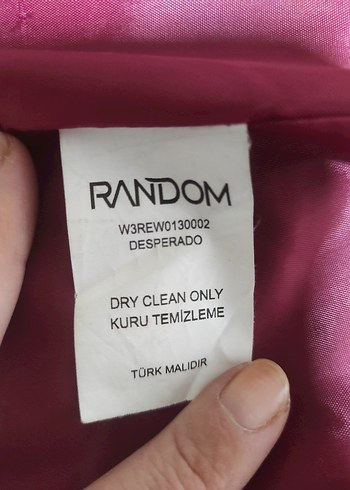 RANDOM
W3REW0130002
DESPERADO
DRY CLEAN ONLY
KURU TEMİZLEME
TÜRK MALIDIR